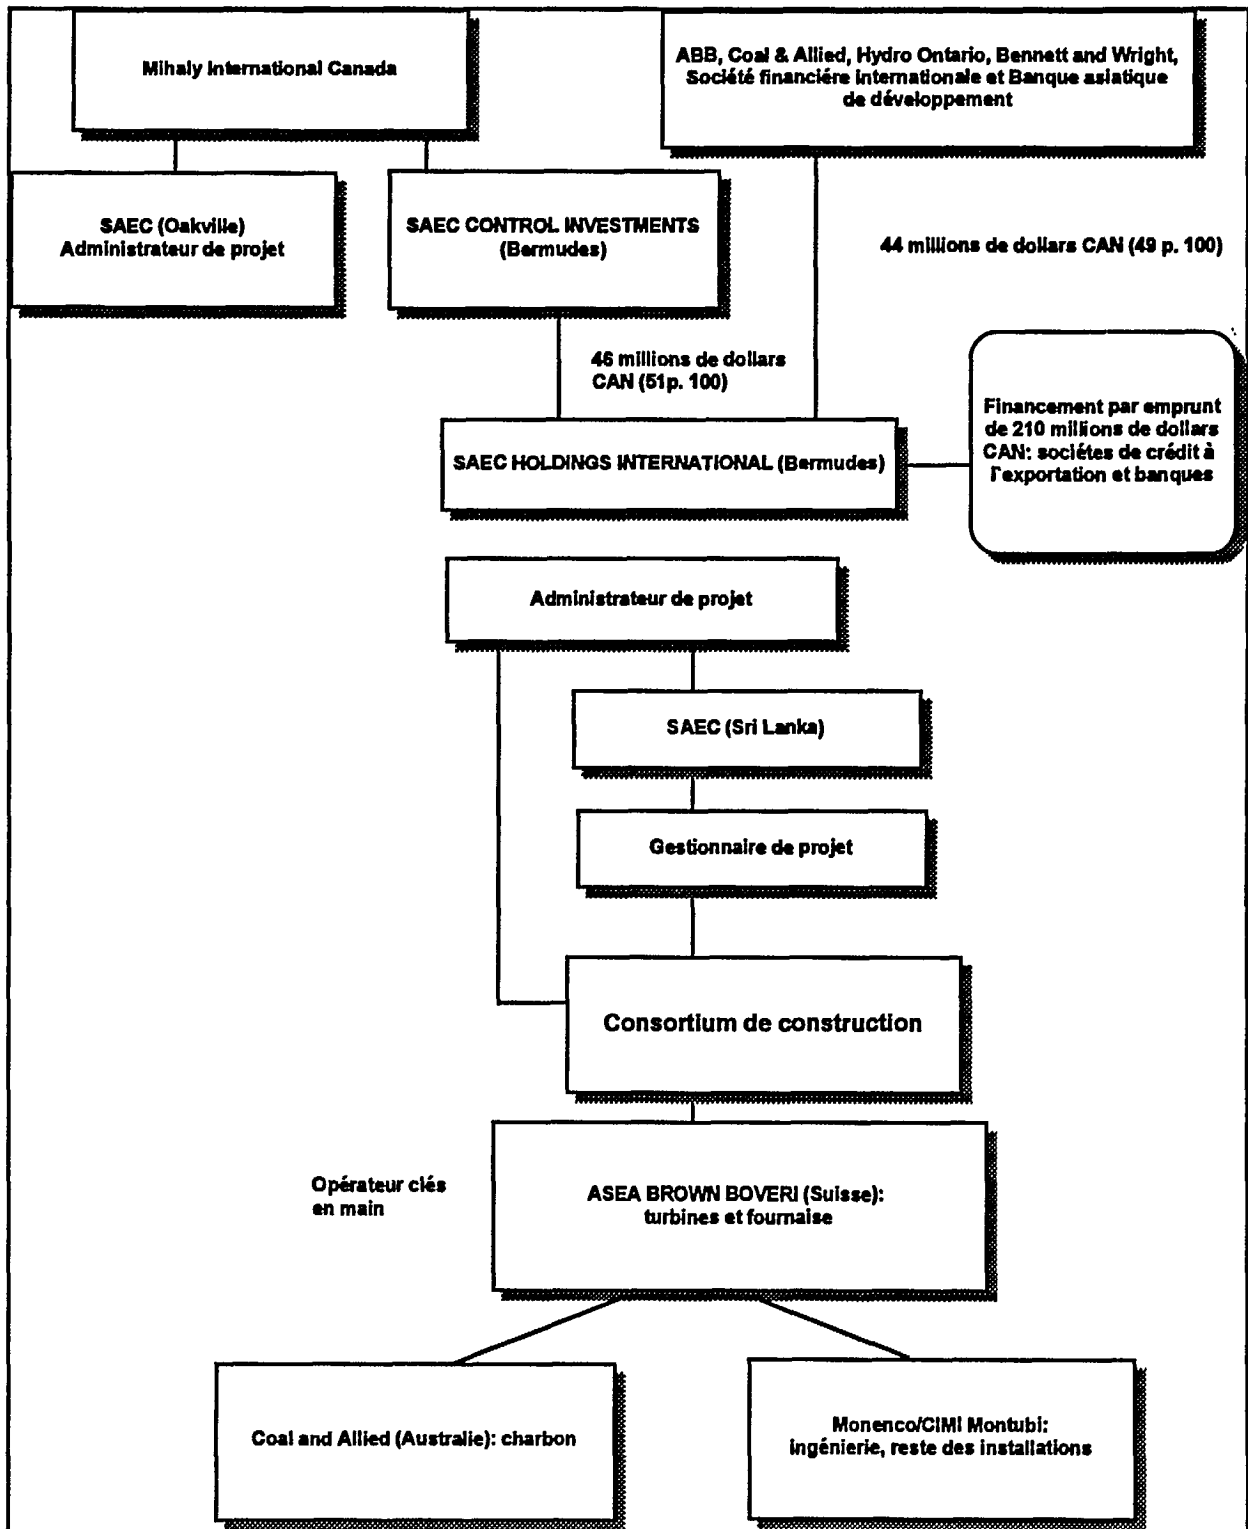 Mihaly International Canada
ABB, Coal & Allied, Hydro Ontario, Bennett and Wright,
Société financiére internationale et Banque asiatique
de développement
SAEC (Oakville)
Administrateur de projet
SAEC CONTROL INVESTMENTS
(Bermudes)
44 millions de dollars CAN (49 p. 100)
46 millions de dollars
CAN (51p. 100)
Financement par emprunt
de 210 millions de dollars
CAN: sociétes de crédit à
l'exportation et banques
SAEC HOLDINGS INTERNATIONAL (Bermudes)
Administrateur de projet
SAEC (Sri Lanka)
Gestionnaire de projet
Consortium de construction
Opérateur clés
en main
ASEA BROWN BOVERI (Suisse):
turbines et fournaise
Coal and Allied (Australie): charbon
Monenco/CIMI Montubi:
ingénierie, reste des installations